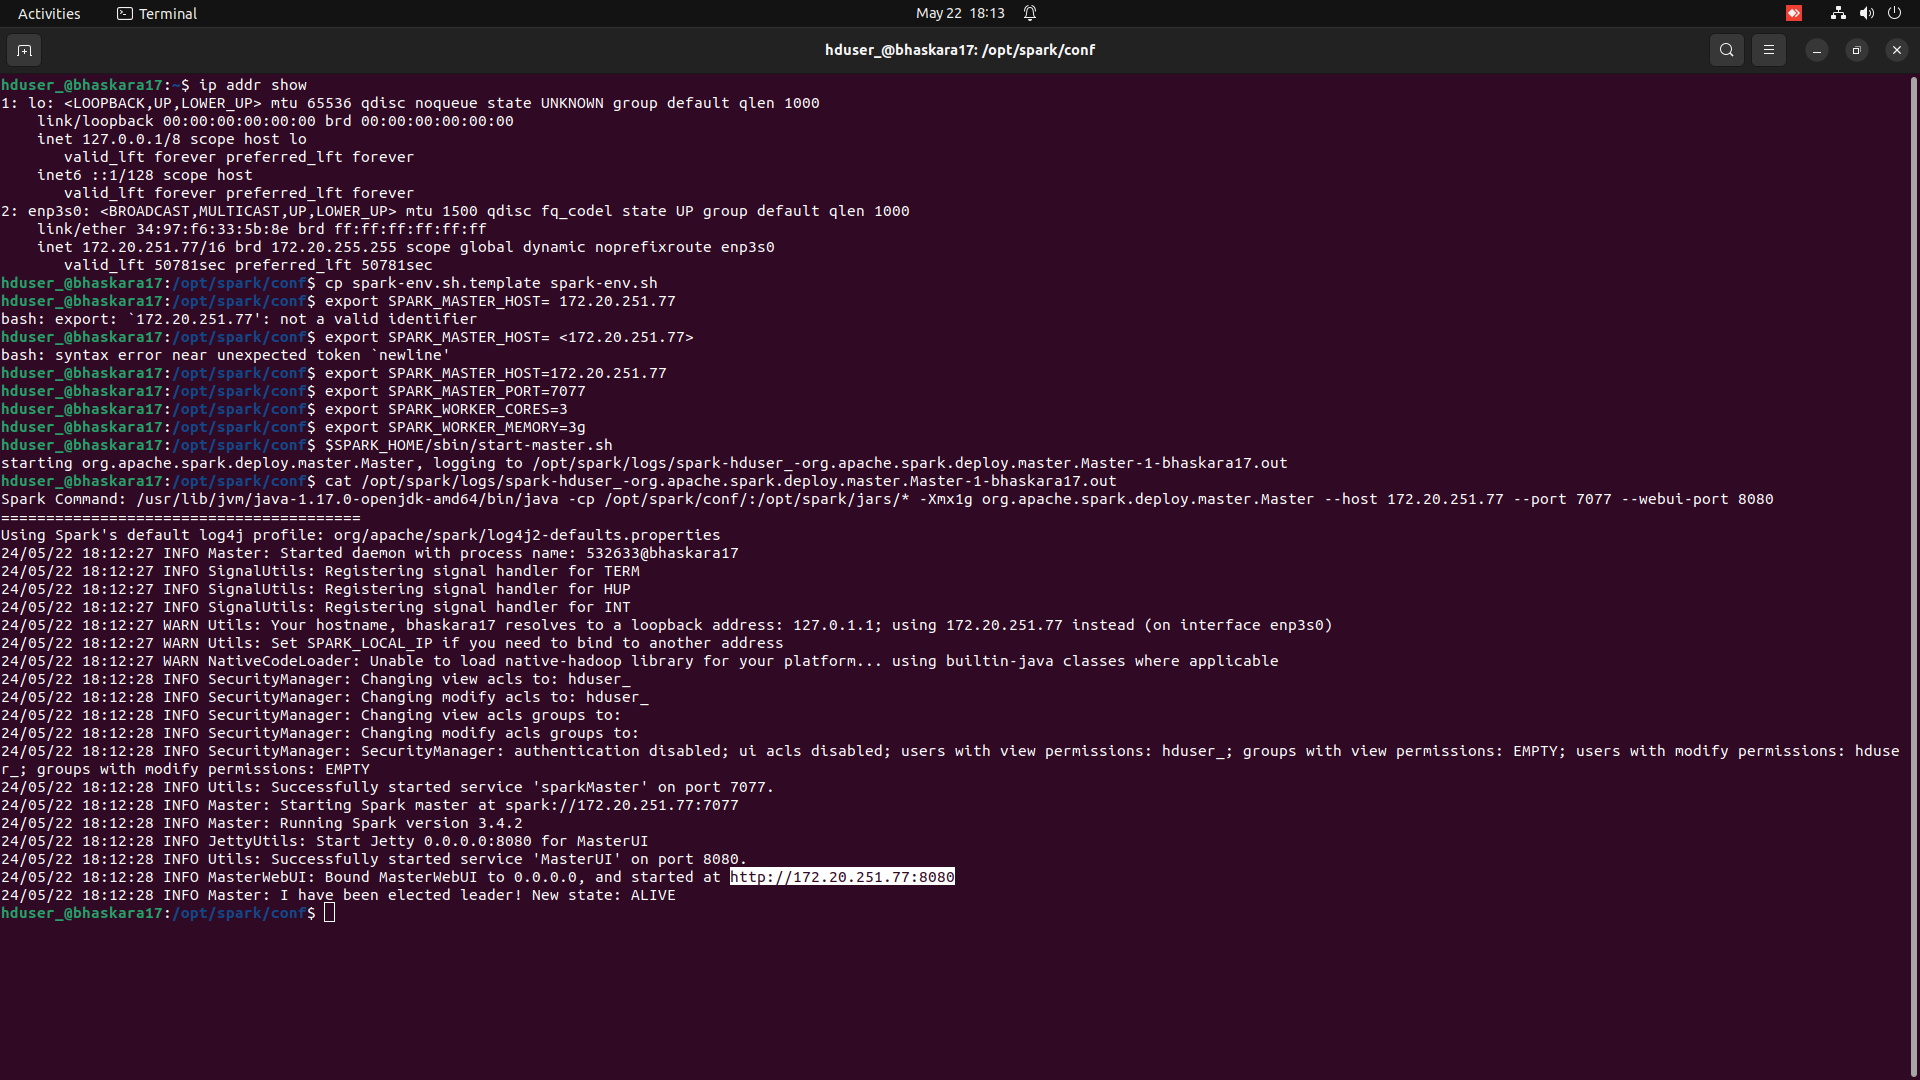 Activities
Terminal
May 22 18:13
hduser_@bhaskara17: /opt/spark/conf
hduser_@bhaskara17:~$ ip addr show
1: lo: <LOOPBACK,UP,LOWER_UP> mtu 65536 qdisc noqueue state UNKNOWN group default qlen 1000
    link/loopback 00:00:00:00:00:00 brd 00:00:00:00:00:00
    inet 127.0.0.1/8 scope host lo
       valid_lft forever preferred_lft forever
    inet6 ::1/128 scope host
       valid_lft forever preferred_lft forever
2: enp3s0: <BROADCAST,MULTICAST,UP,LOWER_UP> mtu 1500 qdisc fq_codel state UP group default qlen 1000
    link/ether 34:97:f6:33:5b:8e brd ff:ff:ff:ff:ff:ff
    inet 172.20.251.77/16 brd 172.20.255.255 scope global dynamic noprefixroute enp3s0
       valid_lft 50781sec preferred_lft 50781sec
hduser_@bhaskara17:/opt/spark/conf$ cp spark-env.sh.template spark-env.sh
hduser_@bhaskara17:/opt/spark/conf$ export SPARK_MASTER_HOST= 172.20.251.77
bash: export: `172.20.251.77': not a valid identifier
hduser_@bhaskara17:/opt/spark/conf$ export SPARK_MASTER_HOST= <172.20.251.77>
bash: syntax error near unexpected token `newline'
hduser_@bhaskara17:/opt/spark/conf$ export SPARK_MASTER_HOST=172.20.251.77
hduser_@bhaskara17:/opt/spark/conf$ export SPARK_MASTER_PORT=7077
hduser_@bhaskara17:/opt/spark/conf$ export SPARK_WORKER_CORES=3
hduser_@bhaskara17:/opt/spark/conf$ export SPARK_WORKER_MEMORY=3g
hduser_@bhaskara17:/opt/spark/conf$ $SPARK_HOME/sbin/start-master.sh
starting org.apache.spark.deploy.master.Master, logging to /opt/spark/logs/spark-hduser_-org.apache.spark.deploy.master.Master-1-bhaskara17.out
hduser_@bhaskara17:/opt/spark/conf$ cat /opt/spark/logs/spark-hduser_-org.apache.spark.deploy.master.Master-1-bhaskara17.out
Spark Command: /usr/lib/jvm/java-1.17.0-openjdk-amd64/bin/java -cp /opt/spark/conf/:/opt/spark/jars/* -Xmx1g org.apache.spark.deploy.master.Master --host 172.20.251.77 --port 7077 --webui-port 8080
========================================
Using Spark's default log4j profile: org/apache/spark/log4j2-defaults.properties
24/05/22 18:12:27 INFO Master: Started daemon with process name: 532633@bhaskara17
24/05/22 18:12:27 INFO SignalUtils: Registering signal handler for TERM
24/05/22 18:12:27 INFO SignalUtils: Registering signal handler for HUP
24/05/22 18:12:27 INFO SignalUtils: Registering signal handler for INT
24/05/22 18:12:27 WARN Utils: Your hostname, bhaskara17 resolves to a loopback address: 127.0.1.1; using 172.20.251.77 instead (on interface enp3s0)
24/05/22 18:12:27 WARN Utils: Set SPARK_LOCAL_IP if you need to bind to another address
24/05/22 18:12:27 WARN NativeCodeLoader: Unable to load native-hadoop library for your platform... using builtin-java classes where applicable
24/05/22 18:12:28 INFO SecurityManager: Changing view acls to: hduser_
24/05/22 18:12:28 INFO SecurityManager: Changing modify acls to: hduser_
24/05/22 18:12:28 INFO SecurityManager: Changing view acls groups to:
24/05/22 18:12:28 INFO SecurityManager: Changing modify acls groups to:
24/05/22 18:12:28 INFO SecurityManager: SecurityManager: authentication disabled; ui acls disabled; users with view permissions: hduser_; groups with view permissions: EMPTY; users with modify permissions: hduse
r_; groups with modify permissions: EMPTY
24/05/22 18:12:28 INFO Utils: Successfully started service 'sparkMaster' on port 7077.
24/05/22 18:12:28 INFO Master: Starting Spark master at spark://172.20.251.77:7077
24/05/22 18:12:28 INFO Master: Running Spark version 3.4.2
24/05/22 18:12:28 INFO JettyUtils: Start Jetty 0.0.0.0:8080 for MasterUI
24/05/22 18:12:28 INFO Utils: Successfully started service 'MasterUI' on port 8080.
24/05/22 18:12:28 INFO MasterWebUI: Bound MasterWebUI to 0.0.0.0, and started at http://172.20.251.77:8080
24/05/22 18:12:28 INFO Master: I have been elected leader! New state: ALIVE
hduser_@bhaskara17:/opt/spark/conf$